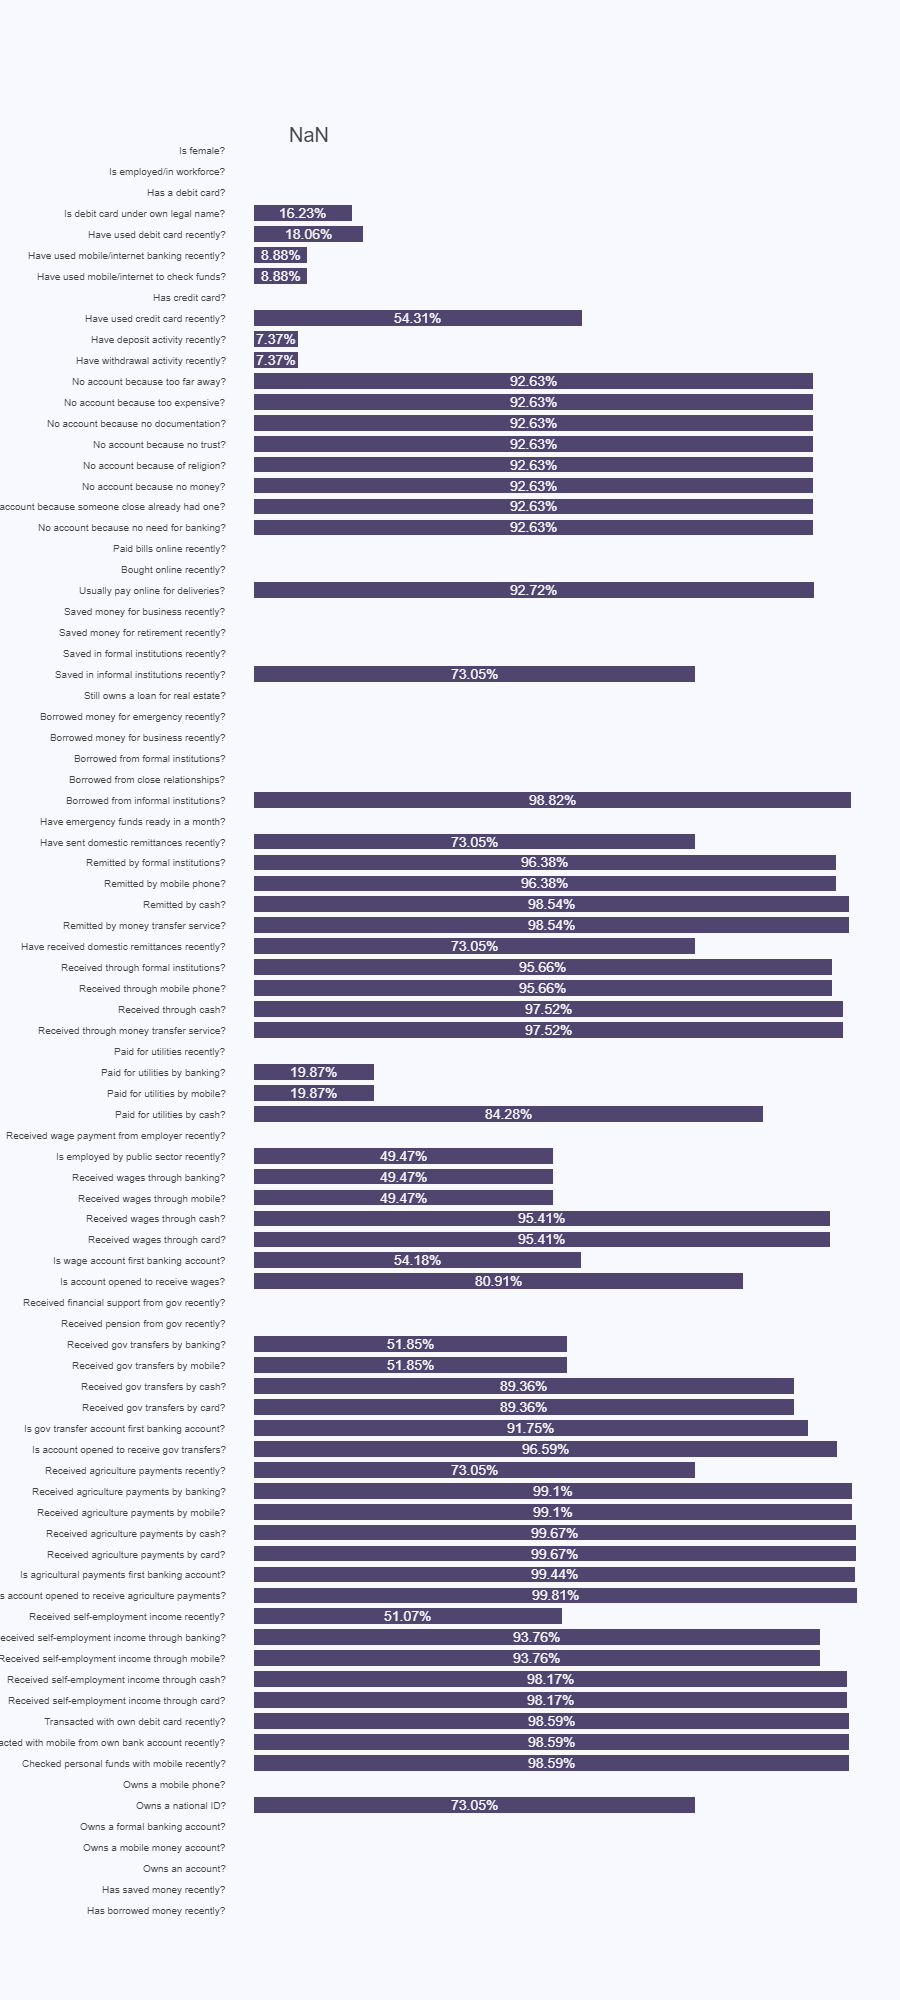 NaN
Is female?
Is employed/in workforce?
Has a debit card?
Is debit card under own legal name? 16.23%
Have used debit card recently? 18.06%
Have used mobile/internet banking recently? 8.88%
Have used mobile/internet to check funds? 8.88%
Has credit card?
Have used credit card recently? 54.31%
Have deposit activity recently? 7.37%
Have withdrawal activity recently? 7.37%
No account because too far away? 92.63%
No account because too expensive? 92.63%
No account because no documentation? 92.63%
No account because no trust? 92.63%
No account because of religion? 92.63%
No account because no money? 92.63%
account because someone close already had one? 92.63%
No account because no need for banking? 92.63%
Paid bills online recently?
Bought online recently?
Usually pay online for deliveries? 92.72%
Saved money for business recently?
Saved money for retirement recently?
Saved in formal institutions recently?
Saved in informal institutions recently? 73.05%
Still owns a loan for real estate?
Borrowed money for emergency recently?
Borrowed money for business recently?
Borrowed from formal institutions?
Borrowed from close relationships?
Borrowed from informal institutions? 98.82%
Have emergency funds ready in a month?
Have sent domestic remittances recently? 73.05%
Remitted by formal institutions? 96.38%
Remitted by mobile phone? 96.38%
Remitted by cash? 98.54%
Remitted by money transfer service? 98.54%
Have received domestic remittances recently? 73.05%
Received through formal institutions? 95.66%
Received through mobile phone? 95.66%
Received through cash? 97.52%
Received through money transfer service? 97.52%
Paid for utilities recently?
Paid for utilities by banking? 19.87%
Paid for utilities by mobile? 19.87%
Paid for utilities by cash? 84.28%
Received wage payment from employer recently?
Is employed by public sector recently? 49.47%
Received wages through banking? 49.47%
Received wages through mobile? 49.47%
Received wages through cash? 95.41%
Received wages through card? 95.41%
Is wage account first banking account? 54.18%
Is account opened to receive wages? 80.91%
Received financial support from gov recently?
Received pension from gov recently?
Received gov transfers by banking? 51.85%
Received gov transfers by mobile? 51.85%
Received gov transfers by cash? 89.36%
Received gov transfers by card? 89.36%
Is gov transfer account first banking account? 91.75%
Is account opened to receive gov transfers? 96.59%
Received agriculture payments recently? 73.05%
Received agriculture payments by banking? 99.1%
Received agriculture payments by mobile? 99.1%
Received agriculture payments by cash? 99.67%
Received agriculture payments by card? 99.67%
Is agricultural payments first banking account? 99.44%
s account opened to receive agriculture payments? 99.81%
Received self-employment income recently? 51.07%
eceived self-employment income through banking? 93.76%
Received self-employment income through mobile? 93.76%
Received self-employment income through cash? 98.17%
Received self-employment income through card? 98.17%
Transacted with own debit card recently? 98.59%
acted with mobile from own bank account recently? 98.59%
Checked personal funds with mobile recently? 98.59%
Owns a mobile phone?
Owns a national ID? 73.05%
Owns a formal banking account?
Owns a mobile money account?
Owns an account?
Has saved money recently?
Has borrowed money recently?